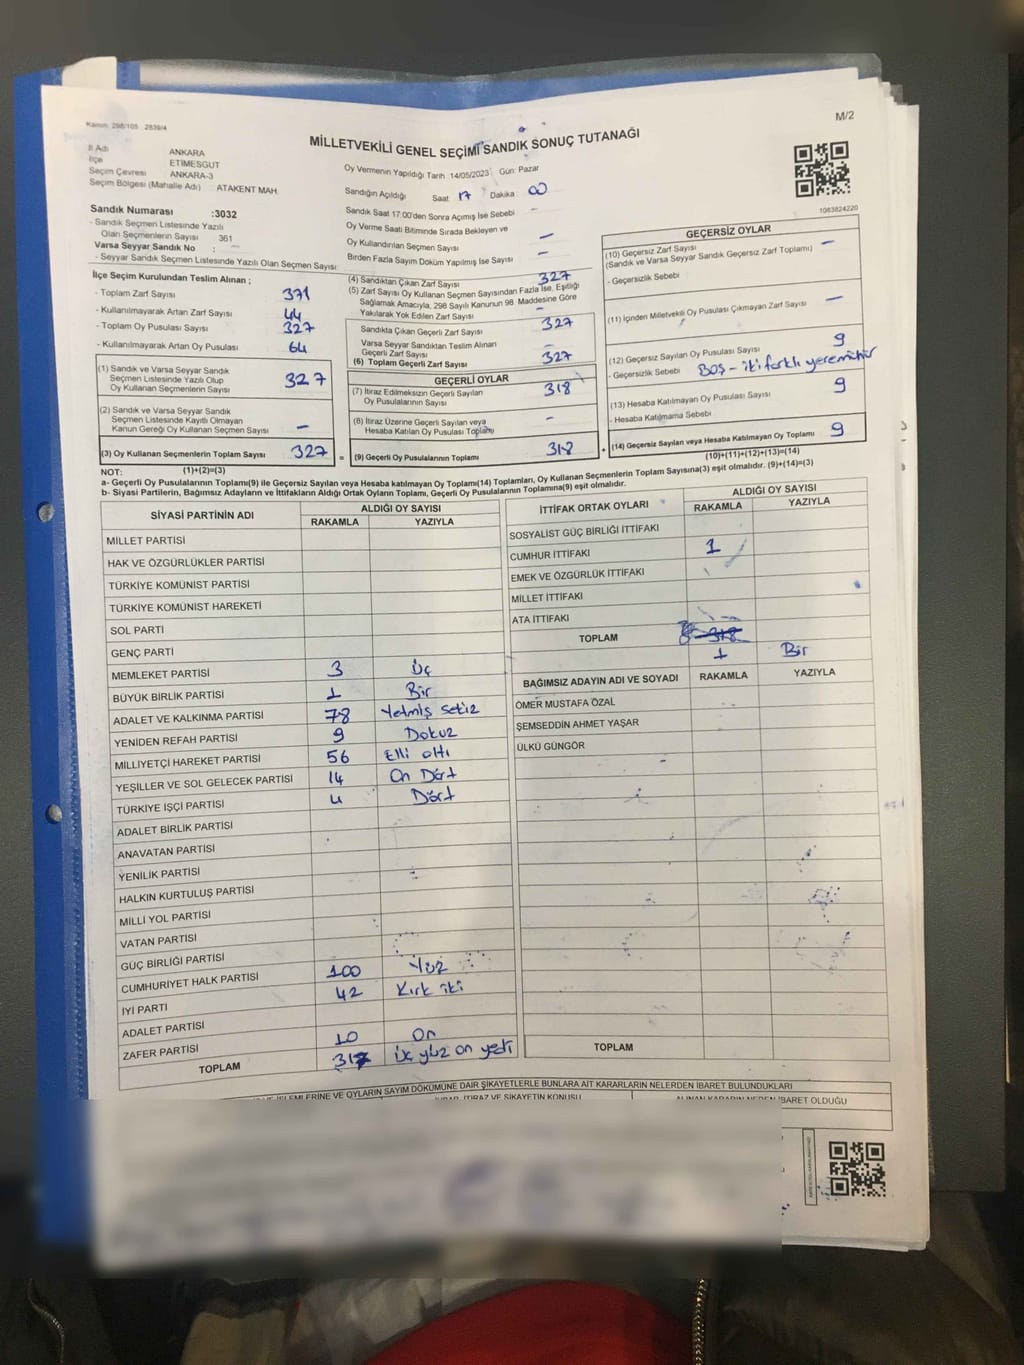 Kanun: 298/105 2839/4
M/2
MİLLETVEKİLİ GENEL SEÇİMİ SANDIK SONUÇ TUTANAĞI
İl Adı ANKARA
İlçe ETİMESGUT
Seçim Çevresi ANKARA-3
Seçim Bölgesi (Mahalle Adı) ATAKENT MAH.
Oy Vermenin Yapıldığı Tarih :14/05/2023 Gün: Pazar
Sandığın Açıldığı Saat 17 Dakika 00
Sandık Saat 17:00'den Sonra Açılmış İse Sebebi -
Oy Verme Saati Bitiminde Sırada Bekleyen ve
Oy Kullandırılan Seçmen Sayısı -
Birden Fazla Sayım Döküm Yapılmış İse Sayısı -
1083824220
Sandık Numarası :3032
- Sandık Seçmen Listesinde Yazılı
Olan Seçmenlerin Sayısı 361
Varsa Seyyar Sandık No : -
- Seyyar Sandık Seçmen Listesinde Yazılı Olan Seçmen Sayısı
İlçe Seçim Kurulundan Teslim Alınan ;
- Toplam Zarf Sayısı 371
- Kullanılmayarak Artan Zarf Sayısı 44
- Toplam Oy Pusulası Sayısı 327
- Kullanılmayarak Artan Oy Pusulası 64
(1) Sandık ve Varsa Seyyar Sandık
Seçmen Listesinde Yazılı Olup
Oy Kullanan Seçmenlerin Sayısı 327
(2) Sandık ve Varsa Seyyar Sandık
Seçmen Listesinde Kayıtlı Olmayan
Kanun Gereği Oy Kullanan Seçmen Sayısı -
(3) Oy Kullanan Seçmenlerin Toplam Sayısı 327
(4) Sandıktan Çıkan Zarf Sayısı 327
(5) Zarf Sayısı Oy Kullanan Seçmen Sayısından Fazla İse, Eşitliği
Sağlamak Amacıyla, 298 Sayılı Kanunun 98. Maddesine Göre
Yakılarak Yok Edilen Zarf Sayısı -
Sandıkta Çıkan Geçerli Zarf Sayısı 327
Varsa Seyyar Sandıktan Teslim Alınan
Geçerli Zarf Sayısı -
(6) Toplam Geçerli Zarf Sayısı 327
GEÇERLİ OYLAR
(7) İtiraz Edilmeksizin Geçerli Sayılan
Oy Pusulalarının Sayısı 318
(8) İtiraz Üzerine Geçerli Sayılan veya
Hesaba Katılan Oy Pusulası Toplamı -
= (9) Geçerli Oy Pusulalarının Toplamı 318
GEÇERSİZ OYLAR
(10) Geçersiz Zarf Sayısı -
(Sandık ve Varsa Seyyar Sandık Geçersiz Zarf Toplamı)
- Geçersizlik Sebebi
(11) İçinden Milletvekili Oy Pusulası Çıkmayan Zarf Sayısı -
(12) Geçersiz Sayılan Oy Pusulası Sayısı 9
- Geçersizlik Sebebi BOŞ - iki farklı yere mühür
(13) Hesaba Katılmayan Oy Pusulası Sayısı 9
- Hesaba Katılmama Sebebi
+ (14) Geçersiz Sayılan veya Hesaba Katılmayan Oy Toplamı 9
NOT: (1)+(2)=(3) (10)+(11)+(12)+(13)=(14)
a- Geçerli Oy Pusulalarının Toplamı(9) ile Geçersiz Sayılan veya Hesaba katılmayan Oy Toplamı(14) Toplamları, Oy Kullanan Seçmenlerin Toplam Sayısına(3) eşit olmalıdır. (9)+(14)=(3)
b- Siyasi Partilerin, Bağımsız Adayların ve İttifakların Aldığı Ortak Oyların Toplamı, Geçerli Oy Pusulalarının Toplamına(9) eşit olmalıdır.
SİYASİ PARTİNİN ADI ALDIĞI OY SAYISI
RAKAMLA YAZIYLA
MİLLET PARTİSİ
HAK VE ÖZGÜRLÜKLER PARTİSİ
TÜRKİYE KOMÜNİST PARTİSİ
TÜRKİYE KOMÜNİST HAREKETİ
SOL PARTİ
GENÇ PARTİ
MEMLEKET PARTİSİ 3 Üç
BÜYÜK BİRLİK PARTİSİ 1 Bir
ADALET VE KALKINMA PARTİSİ 78 Yetmiş sekiz
YENİDEN REFAH PARTİSİ 9 Dokuz
MİLLİYETÇİ HAREKET PARTİSİ 56 Elli altı
YEŞİLLER VE SOL GELECEK PARTİSİ 14 On Dört
TÜRKİYE İŞÇİ PARTİSİ 4 Dört
ADALET BİRLİK PARTİSİ
ANAVATAN PARTİSİ
YENİLİK PARTİSİ
HALKIN KURTULUŞ PARTİSİ
MİLLİ YOL PARTİSİ
VATAN PARTİSİ
GÜÇ BİRLİĞİ PARTİSİ
CUMHURİYET HALK PARTİSİ 100 Yüz
İYİ PARTİ 42 Kırk iki
ADALET PARTİSİ
ZAFER PARTİSİ 10 On
TOPLAM 317 Üç yüz on yedi
İTTİFAK ORTAK OYLARI ALDIĞI OY SAYISI
RAKAMLA YAZIYLA
SOSYALİST GÜÇ BİRLİĞİ İTTİFAKI
CUMHUR İTTİFAKI 1
EMEK VE ÖZGÜRLÜK İTTİFAKI
MİLLET İTTİFAKI
ATA İTTİFAKI
TOPLAM 318
1 Bir
BAĞIMSIZ ADAYIN ADI VE SOYADI RAKAMLA YAZIYLA
ÖMER MUSTAFA ÖZAL
ŞEMSEDDİN AHMET YAŞAR
ÜLKÜ GÜNGÖR
TOPLAM
İŞLEMLERİNE VE OYLARIN SAYIM DÖKÜMÜNE DAİR ŞİKAYETLERLE BUNLARA AİT KARARLARIN NELERDEN İBARET BULUNDUKLARI
İTİRAZ VE ŞİKAYETİN KONUSU ALINAN KARARIN NEDEN İBARET OLDUĞU